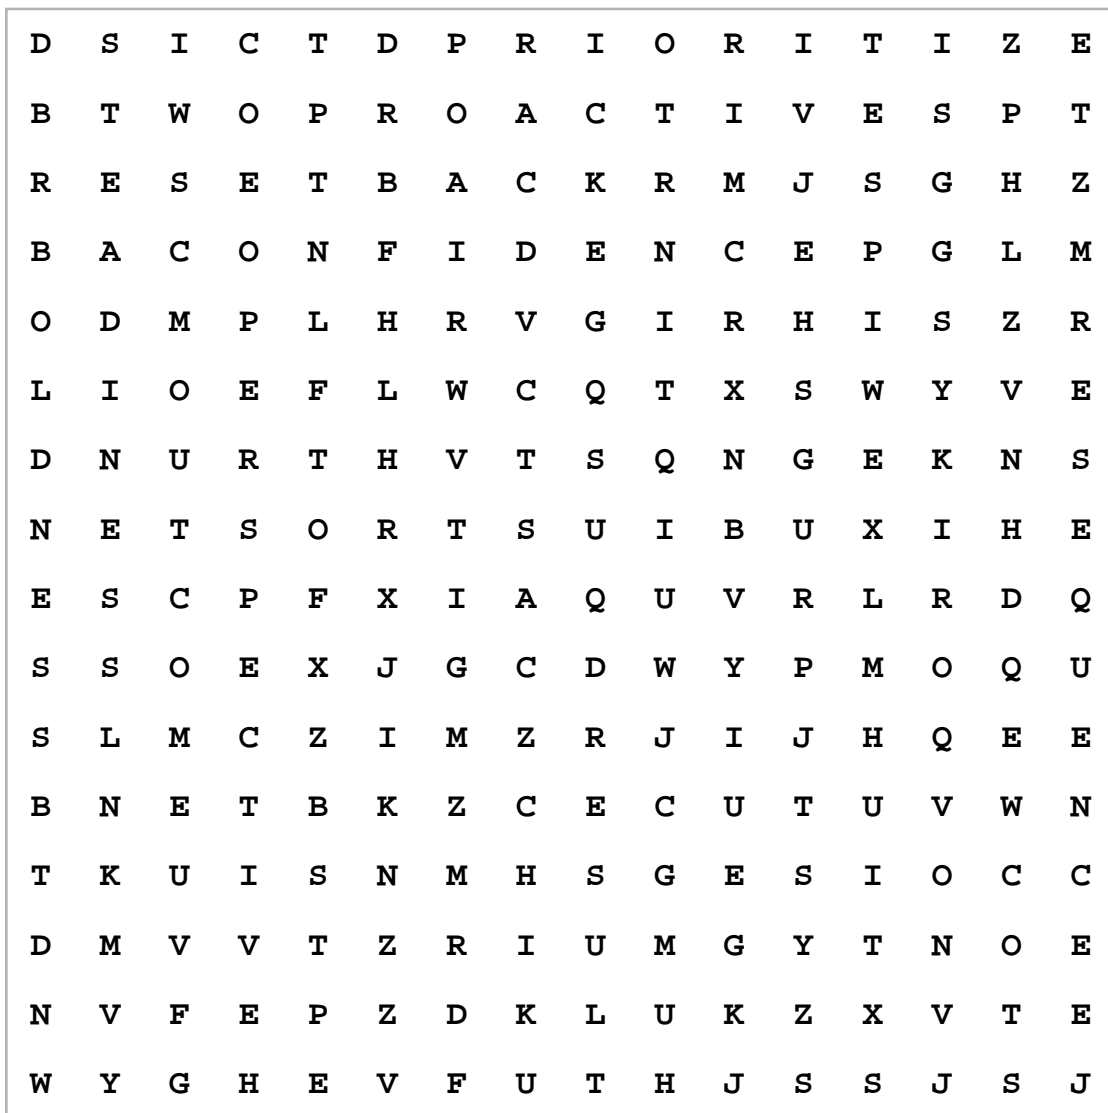 D S I C T D P R I O R I T I Z E
B T W O P R O A C T I V E S P T
R E S E T B A C K R M J S G H Z
B A C O N F I D E N C E P G L M
O D M P L H R V G I R H I S Z R
L I O E F L W C Q T X S W Y V E
D N U R T H V T S Q N G E K N S
N E T S O R T S U I B U X I H E
E S C P F X I A Q U V R L R D Q
S S O E X J G C D W Y P M O Q U
S L M C Z I M Z R J I J H Q E E
B N E T B K Z C E C U T U V W N
T K U I S N M H S G E S I O C C
D M V V T Z R I U M G Y T N O E
N V F E P Z D K L U K Z X V T E
W Y G H E V F U T H J S S J S J